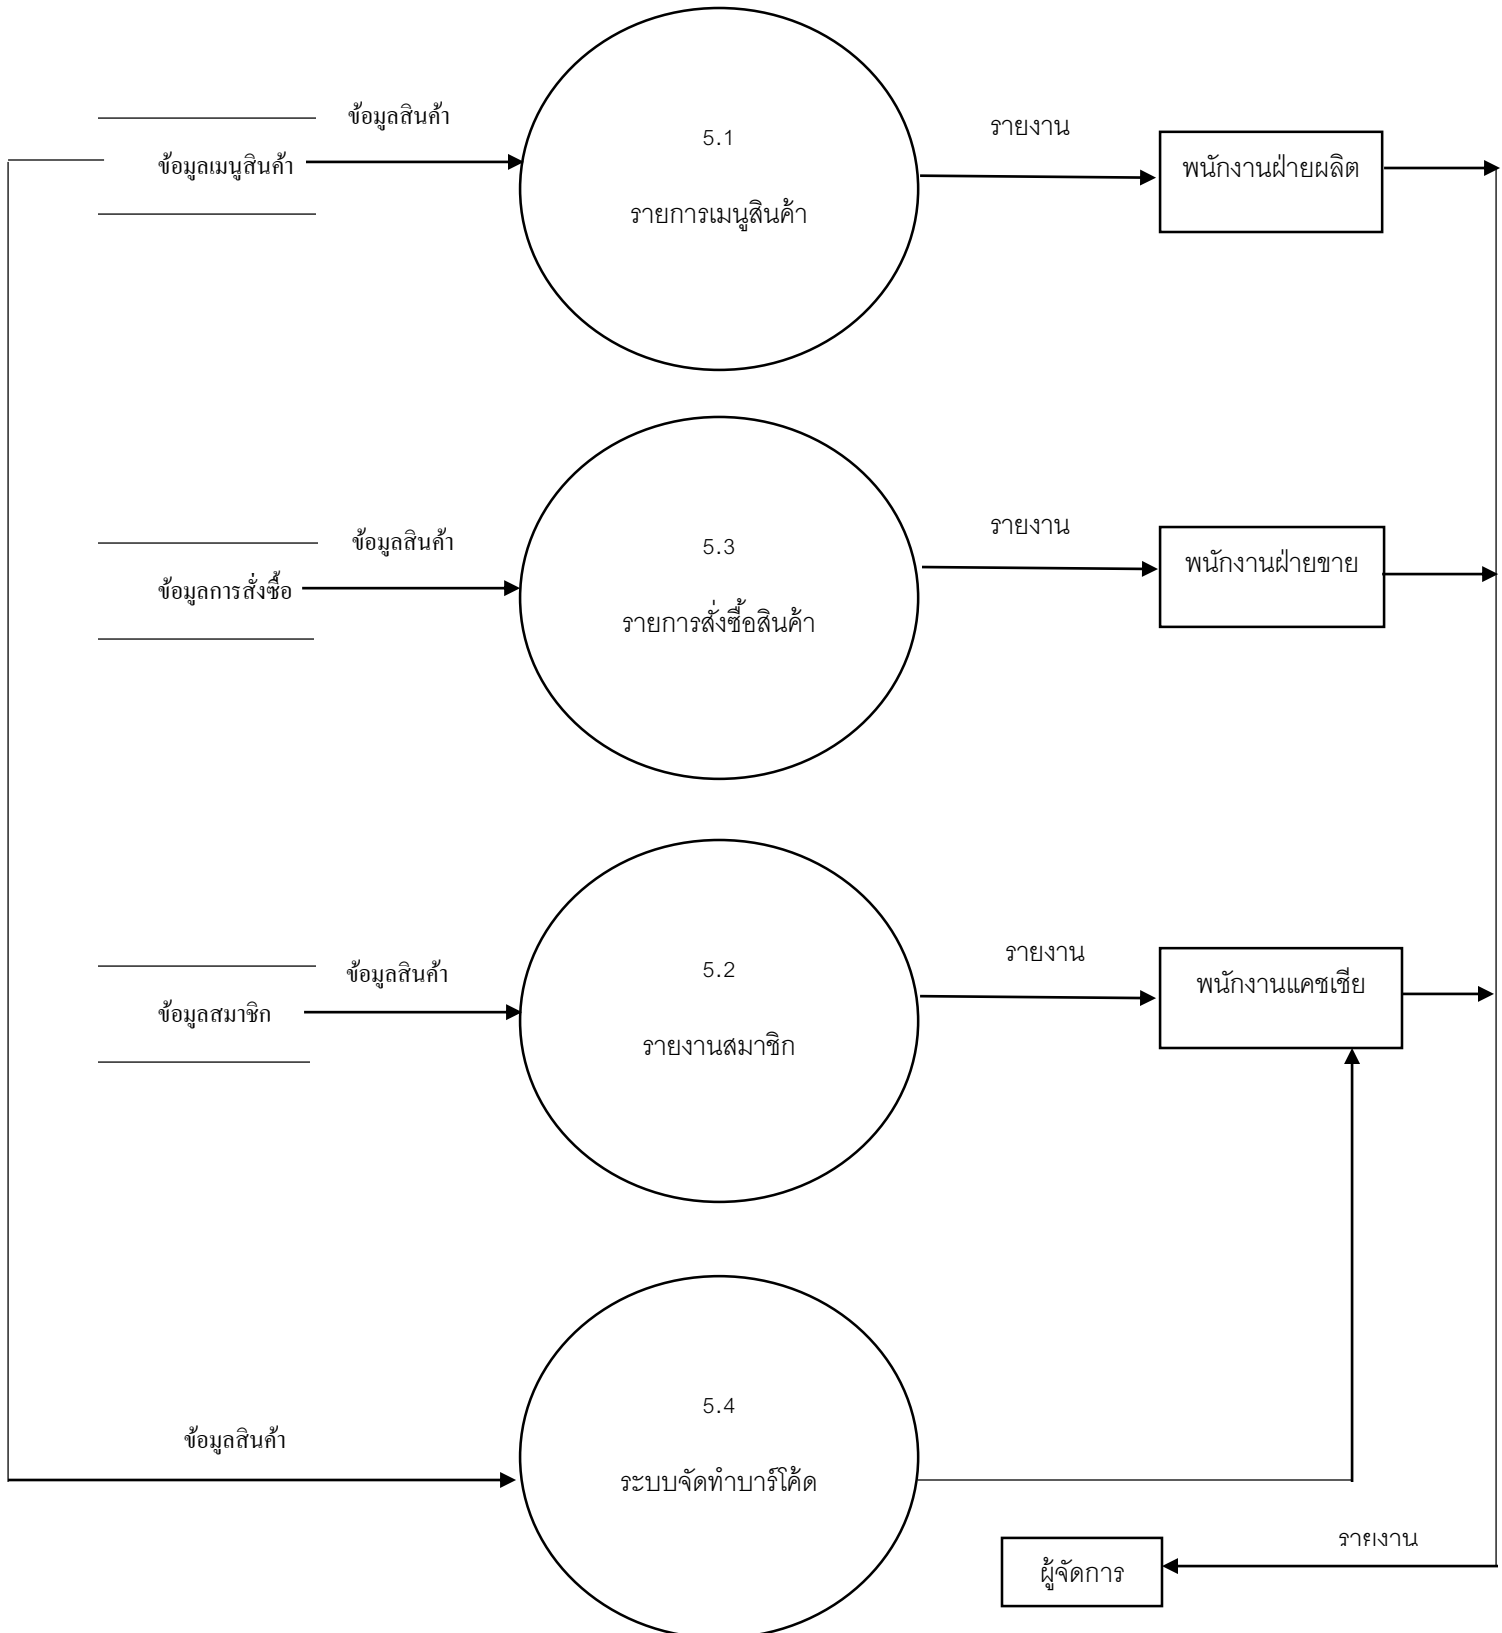 ข้อมูลสินค้า
5.1
รายงาน
ข้อมูลเมนูสินค้า
พนักงานฝ่ายผลิต
รายการเมนูสินค้า
ข้อมูลสินค้า
5.3
รายงาน
ข้อมูลการสั่งซื้อ
พนักงานฝ่ายขาย
รายการสั่งซื้อสินค้า
ข้อมูลสินค้า
5.2
รายงาน
ข้อมูลสมาชิก
พนักงานแคชเชีย
รายงานสมาชิก
5.4
ข้อมูลสินค้า
ระบบจัดทำบาร์โค้ด
รายงาน
ผู้จัดการ